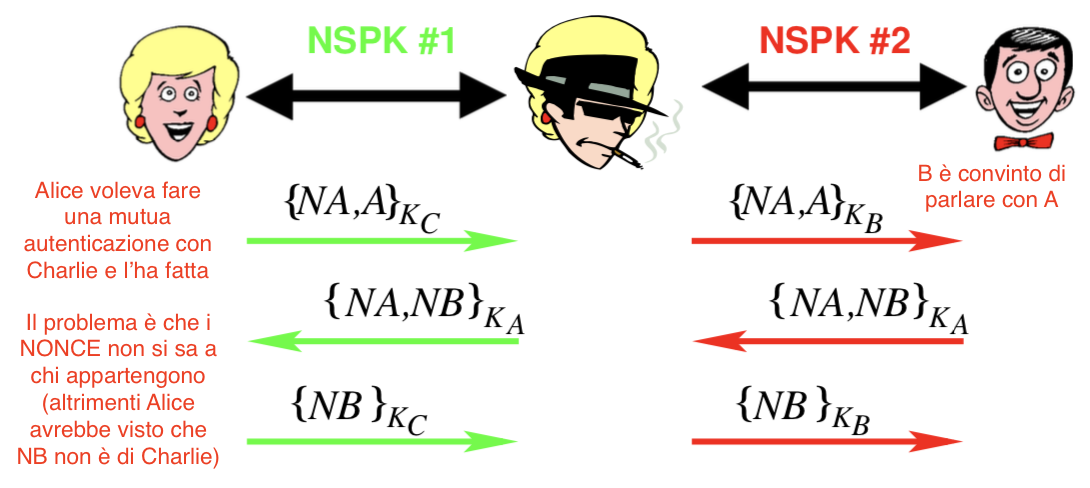 NSPK #1
NSPK #2
Alice voleva fare
una mutua
autenticazione con
Charlie e l'ha fatta
{NA,A}K_C
{NA,A}K_B
B è convinto di
parlare con A
Il problema è che i
NONCE non si sa a
chi appartengono
(altrimenti Alice
avrebbe visto che
NB non è di Charlie)
{NA,NB}K_A
{NA,NB}K_A
{NB}K_C
{NB}K_B